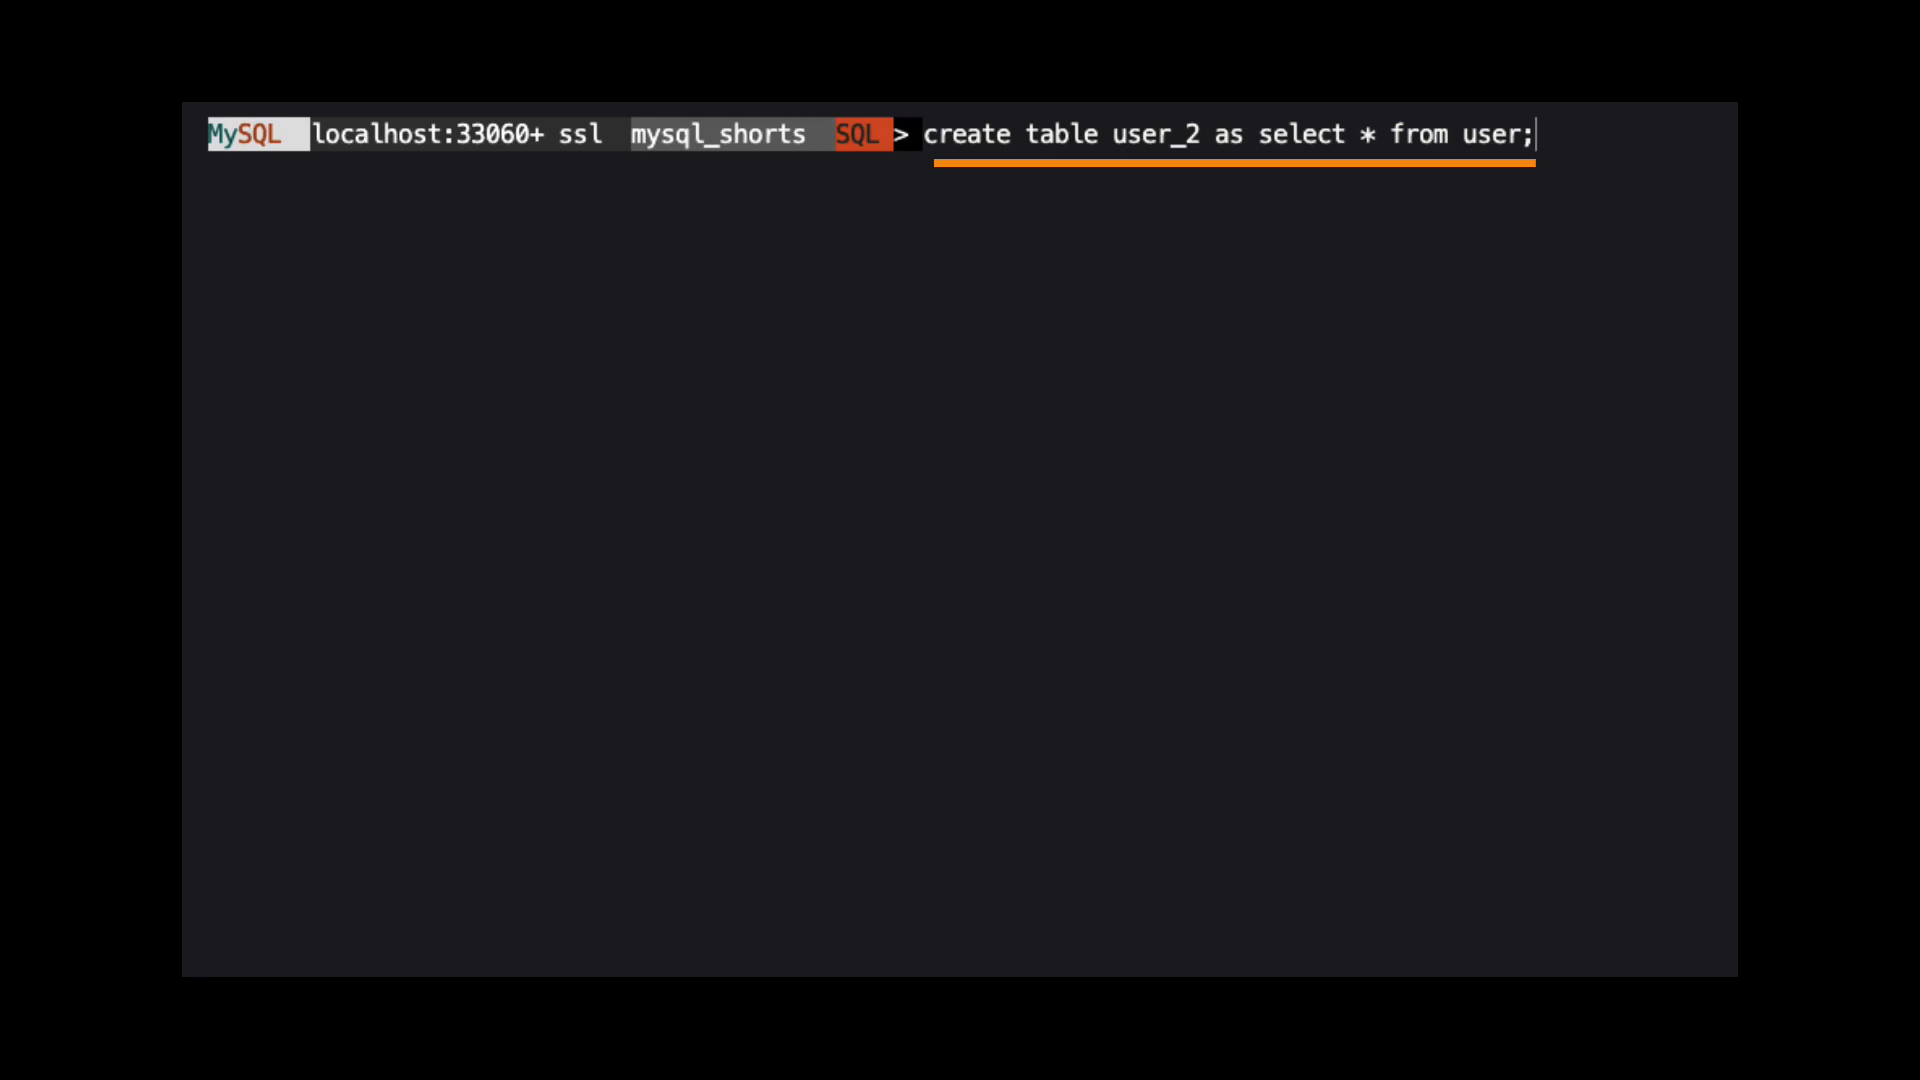 MySQL localhost:33060+ ssl mysql_shorts SQL > create table user_2 as select * from user;